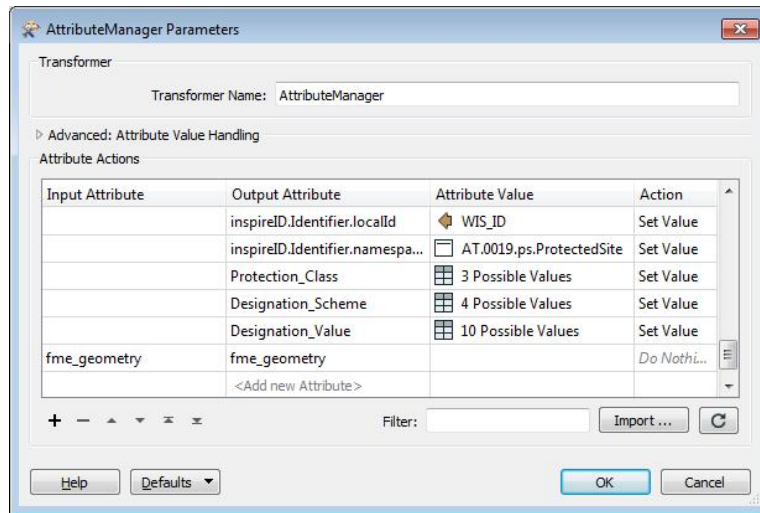 AttributeManager Parameters
Transformer
Transformer Name: AttributeManager
Advanced: Attribute Value Handling
Attribute Actions
Input Attribute Output Attribute Attribute Value Action
inspireID.Identifier.localId WIS_ID Set Value
inspireID.Identifier.namespa... AT.0019.ps.ProtectedSite Set Value
Protection_Class 3 Possible Values Set Value
Designation_Scheme 4 Possible Values Set Value
Designation_Value 10 Possible Values Set Value
fme_geometry fme_geometry Do Nothi...
<Add new Attribute>
Filter: Import ...
Help Defaults OK Cancel